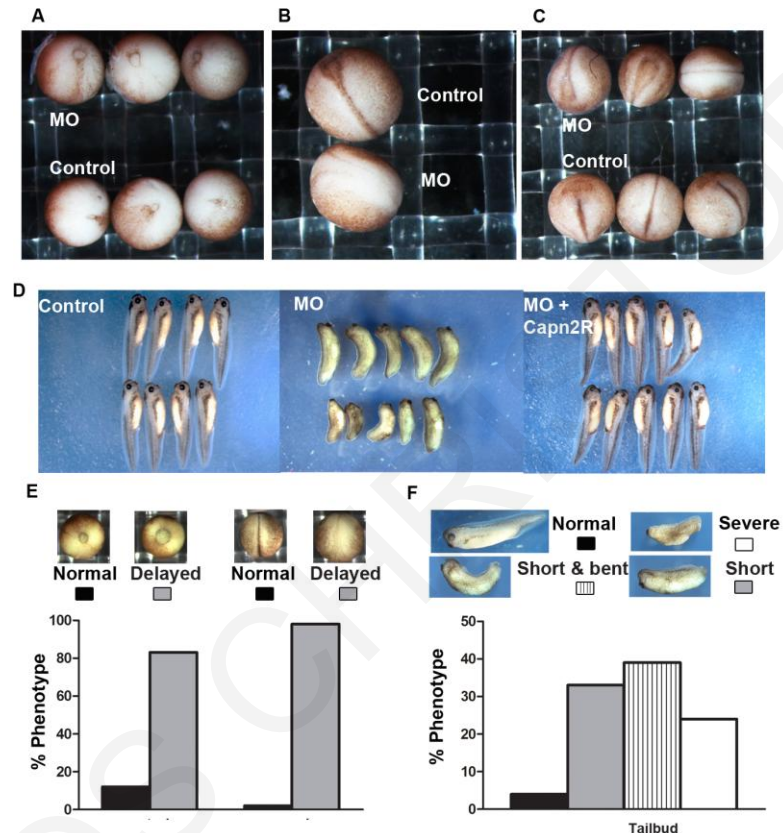 A
B
C
MO
Control
Control
MO
MO
Control
D
Control
MO
MO +
Capn2R
E
Normal
Delayed
Normal
Delayed
% Phenotype
100
80
60
40
20
0
F
Normal
Severe
Short & bent
Short
% Phenotype
50
40
30
20
10
0
Tailbud